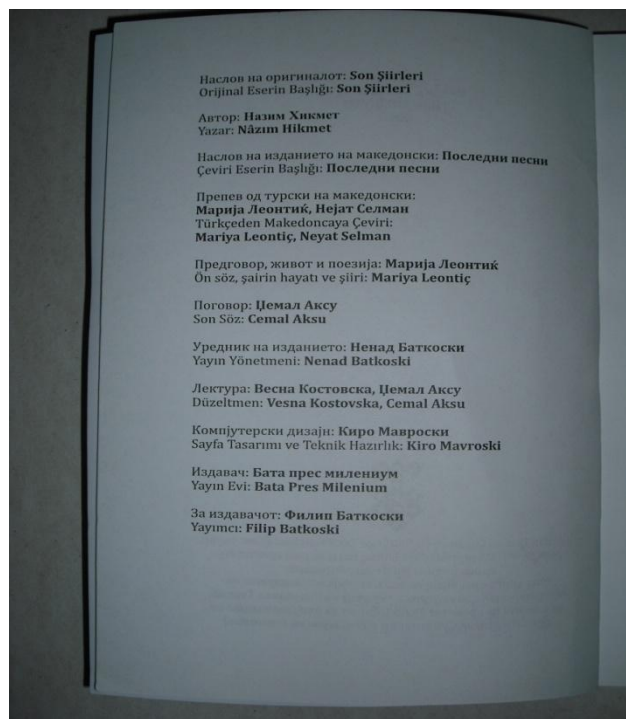 Наслов на оригиналот: Son Şiirleri
Orijinal Eserin Başlığı: Son Şiirleri
Автор: Назим Хикмет
Yazar: Nâzım Hikmet
Наслов на изданието на македонски: Последни песни
Çeviri Eserin Başlığı: Последни песни
Препев од турски на македонски:
Марија Леонтиќ, Нејат Селман
Türkçeden Makedoncaya Çeviri:
Mariya Leontiç, Neyat Selman
Предговор, живот и поезија: Марија Леонтиќ
Ön söz, şairin hayatı ve şiiri: Mariya Leontiç
Поговор: Џемал Аксу
Son Söz: Cemal Aksu
Уредник на изданието: Ненад Баткоски
Yayın Yönetmeni: Nenad Batkoski
Лектура: Весна Костовска, Џемал Аксу
Düzeltmen: Vesna Kostovska, Cemal Aksu
Компјутерски дизајн: Киро Мавроски
Sayfa Tasarımı ve Teknik Hazırlık: Kiro Mavroski
Издавач: Бата прес милениум
Yayın Evi: Bata Pres Milenium
За издавачот: Филип Баткоски
Yayımcı: Filip Batkoski